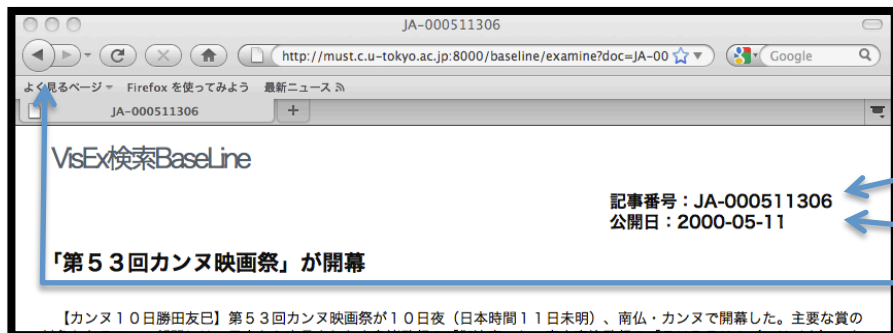 JA-000511306
http://must.c.u-tokyo.ac.jp:8000/baseline/examine?doc=JA-00
Google
よく見るページ Firefox を使ってみよう 最新ニュース
JA-000511306
VisEx検索BaseLine
記事番号：JA-000511306
公開日：2000-05-11
「第５３回カンヌ映画祭」が開幕
【カンヌ１０日勝田友巳】第５３回カンヌ映画祭が１０日夜（日本時間１１日未明）、南仏・カンヌで開幕した。主要な賞の